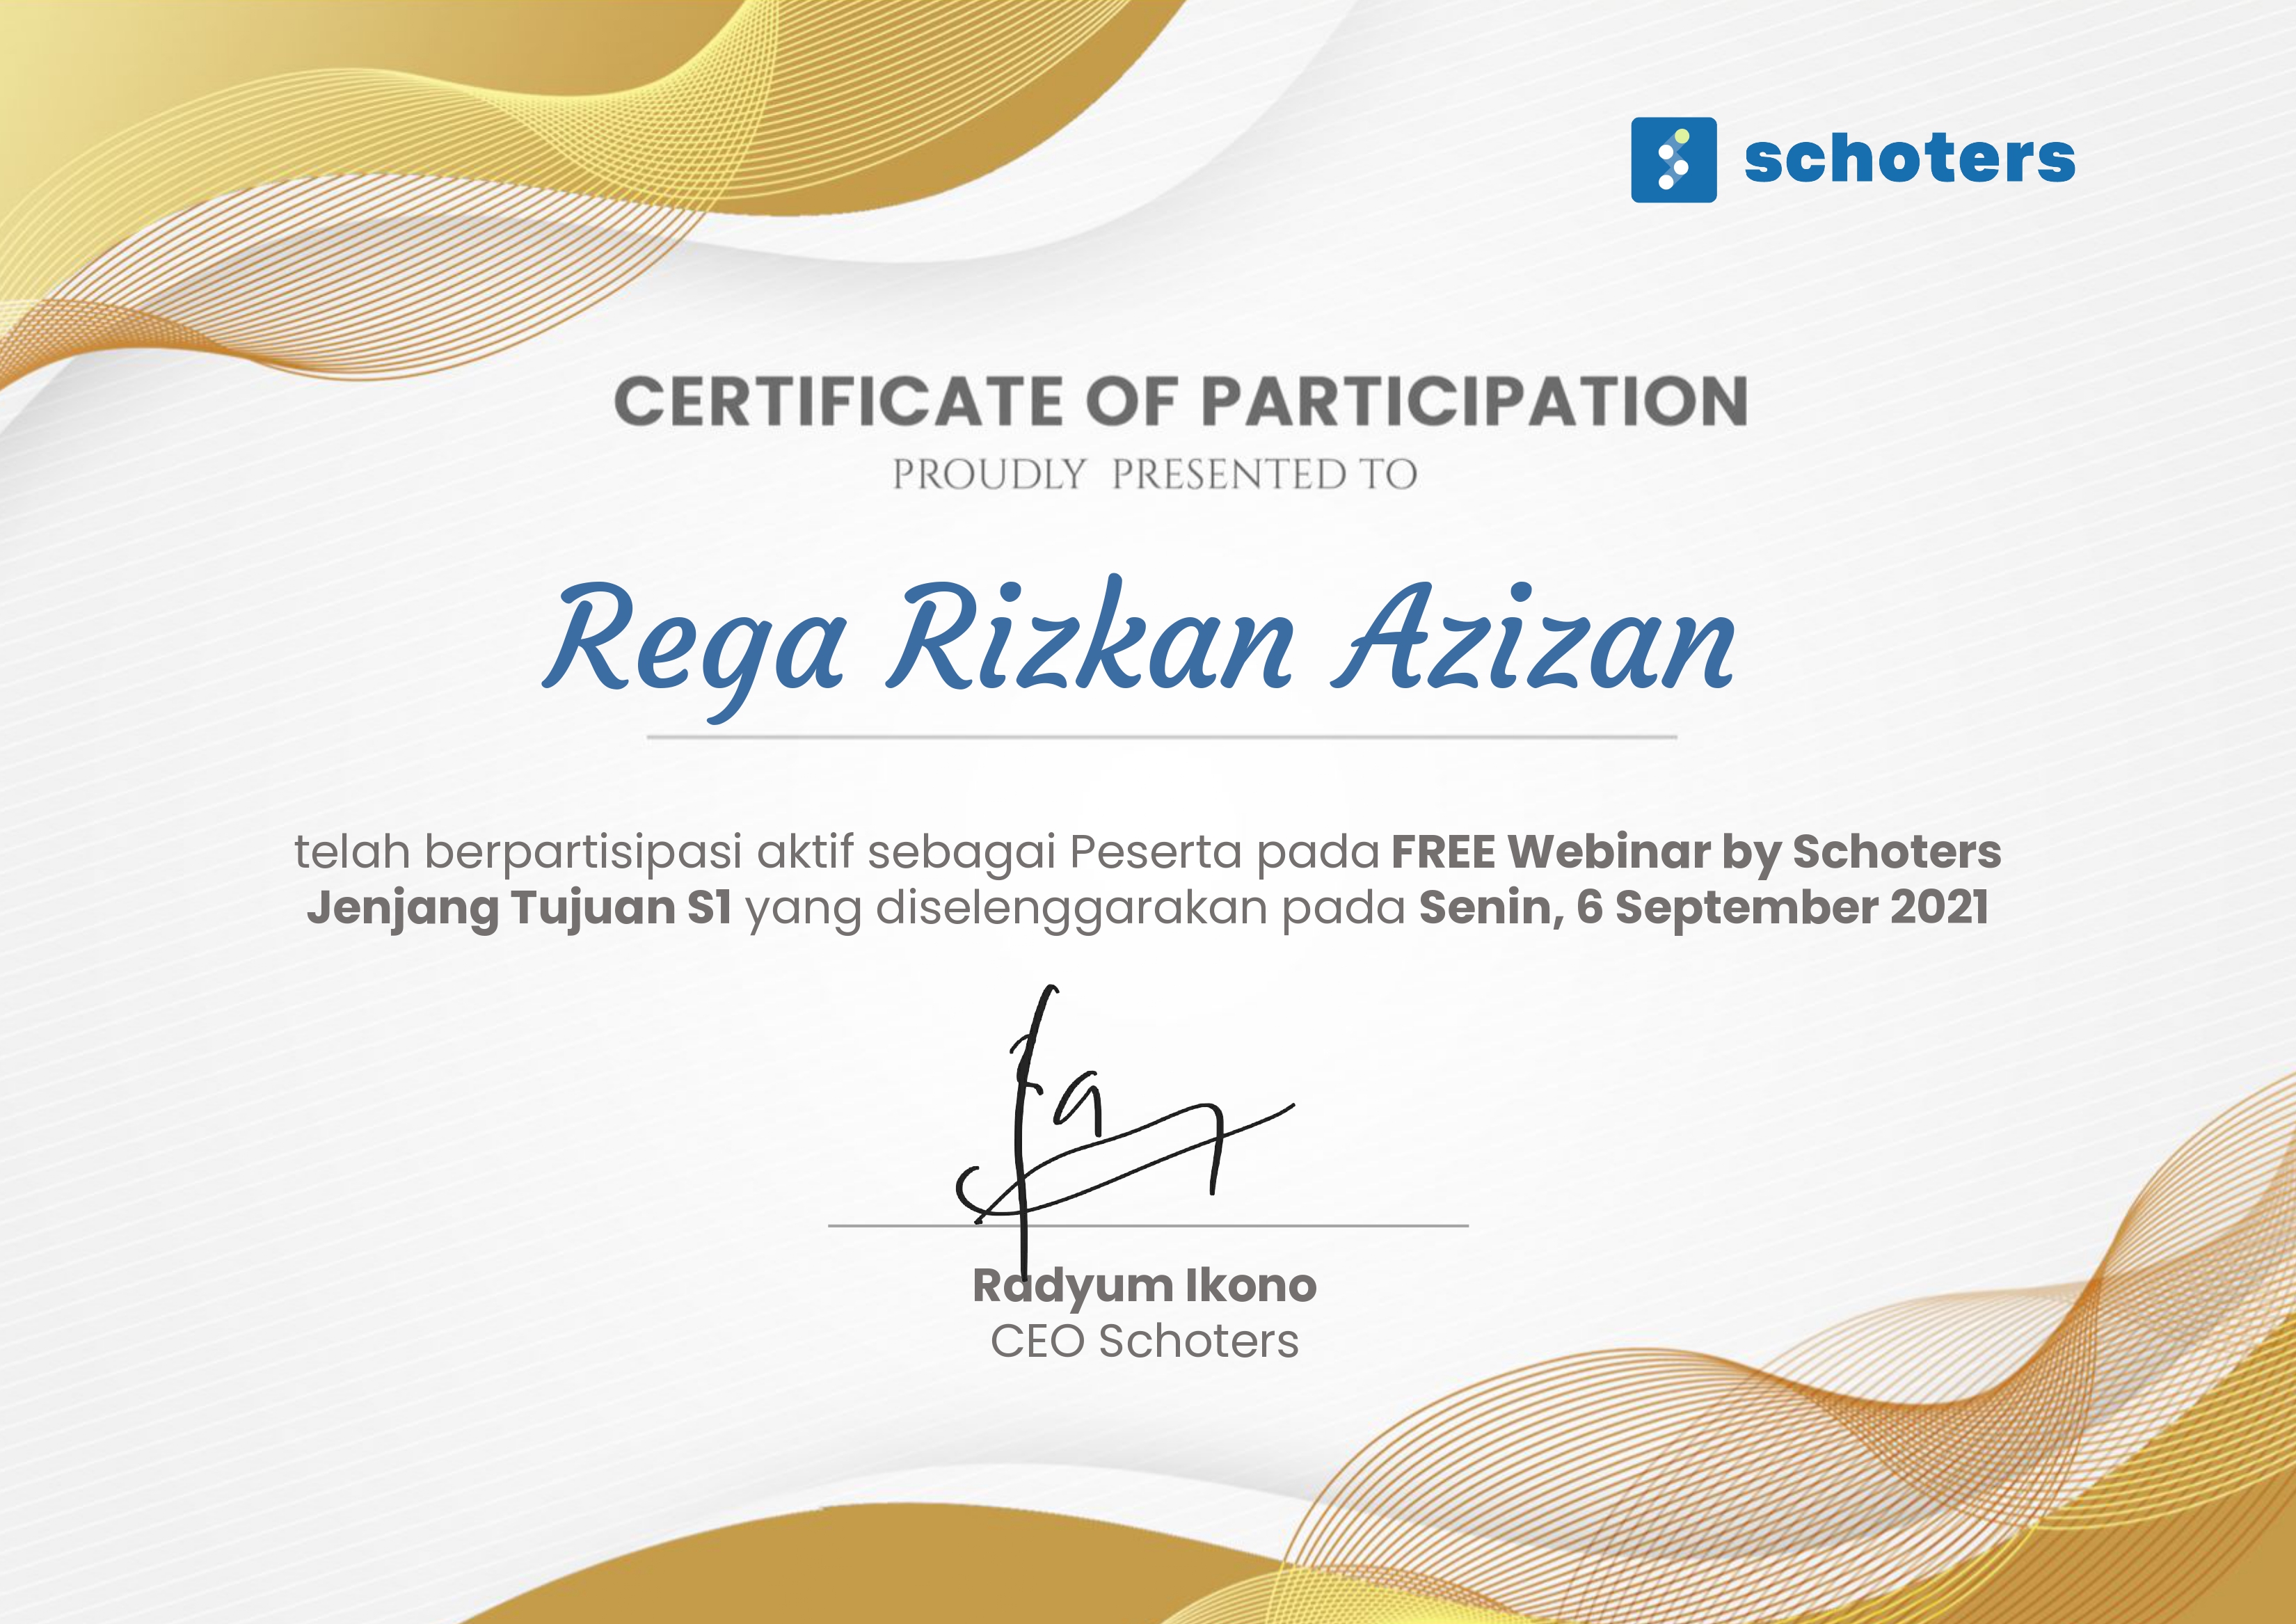 schoters
CERTIFICATE OF PARTICIPATION
PROUDLY PRESENTED TO
Rega Rizkan Azizan
telah berpartisipasi aktif sebagai Peserta pada FREE Webinar by Schoters
Jenjang Tujuan S1 yang diselenggarakan pada Senin, 6 September 2021
Radyum Ikono
CEO Schoters